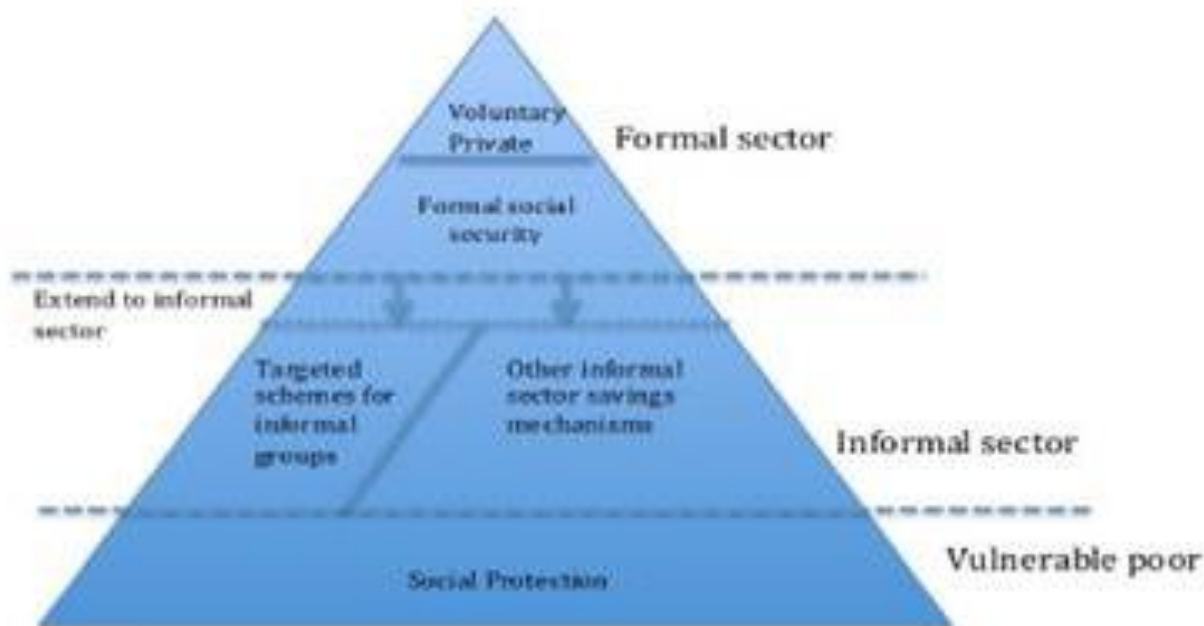 Voluntary
Private
Formal sector
Formal social
security
Extend to informal
sector
Targeted
schemes for
informal
groups
Other informal
sector savings
mechanisms
Informal sector
Vulnerable poor
Social Protection